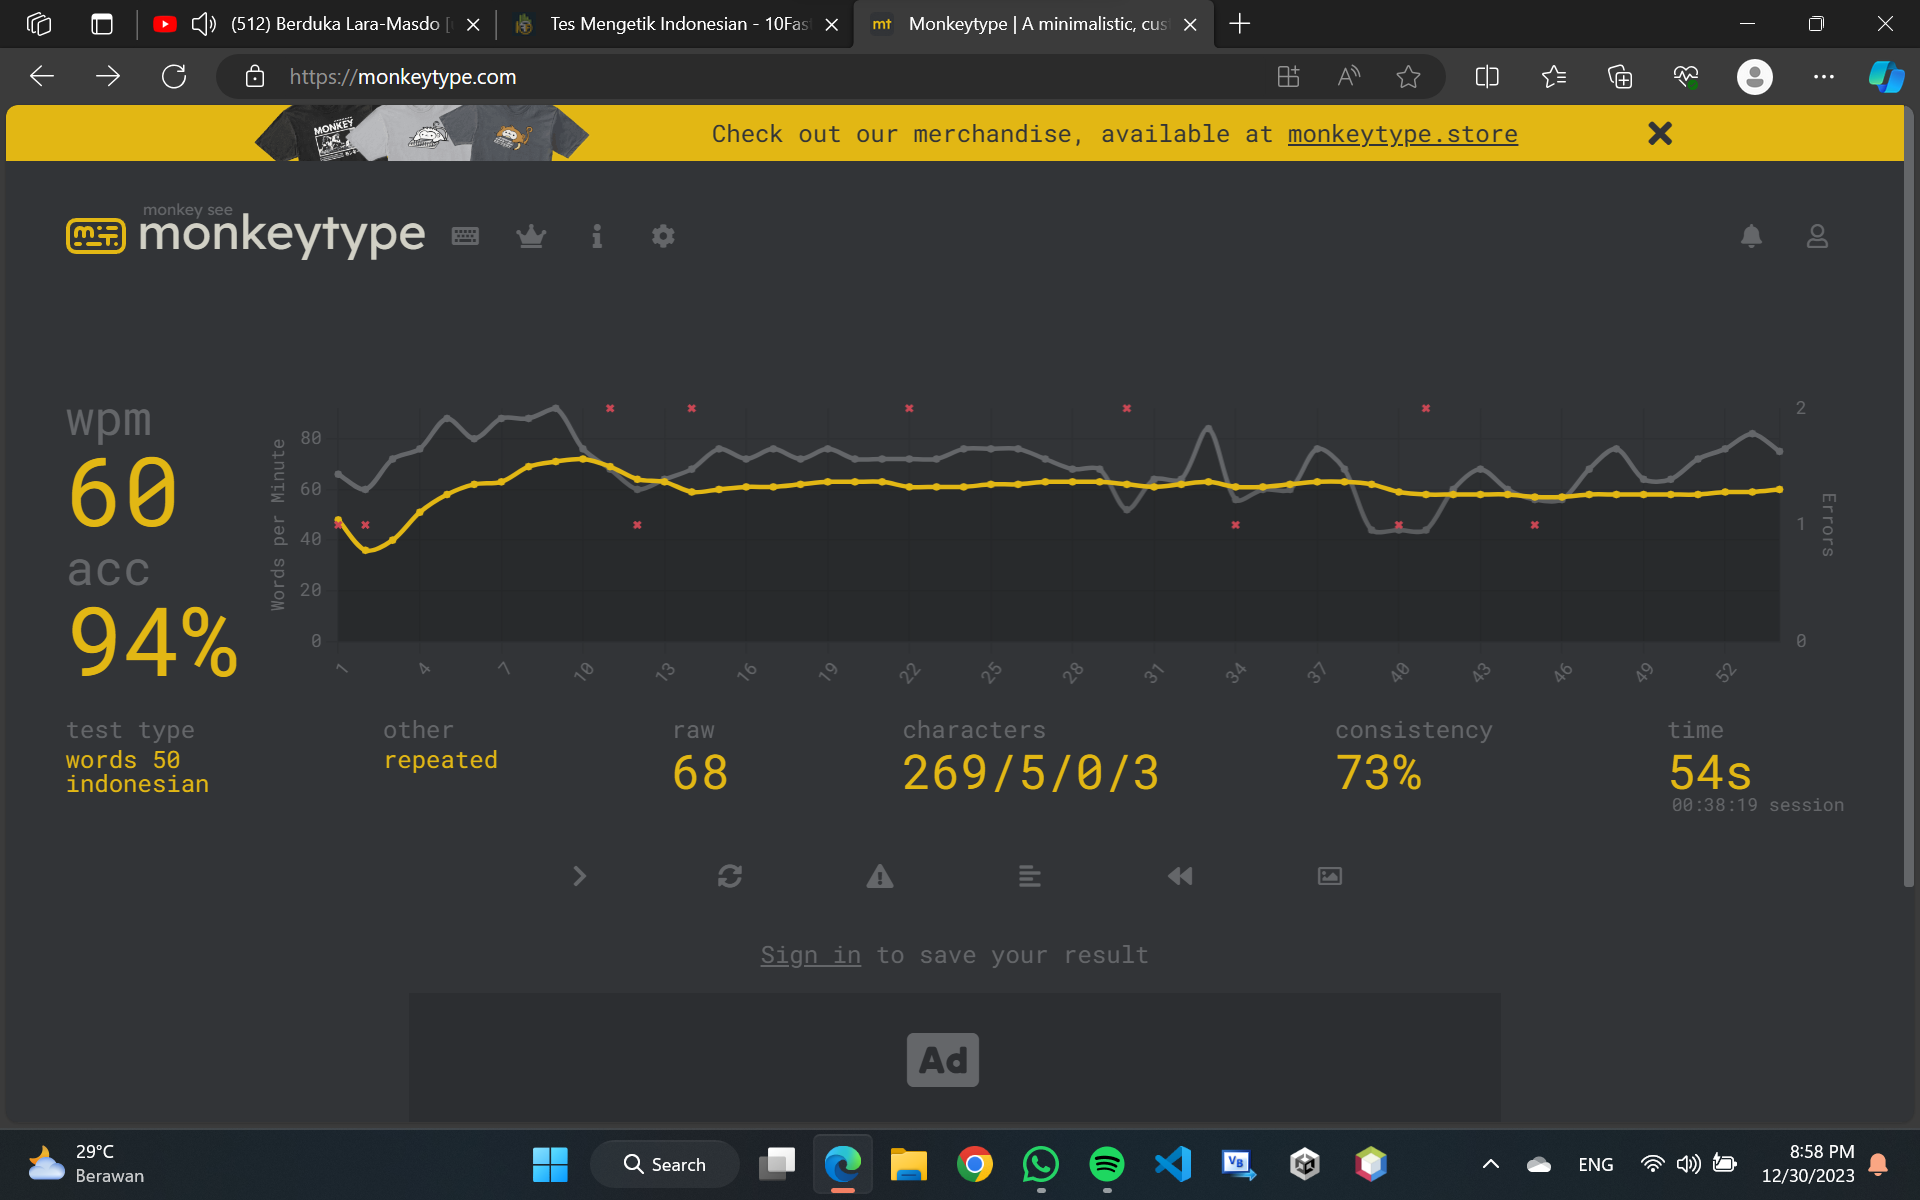 (512) Berduka Lara-Masdo [
Tes Mengetik Indonesian - 10Fas
mt Monkeytype | A minimalistic, cus
https://monkeytype.com
MONKEY
Check out our merchandise, available at monkeytype.store
monkey see
monkeytype
wpm
60
acc
94%
Words per Minute
80
60
40
20
0
2
1
0
Errors
1 4 7 10 13 16 19 22 25 28 31 34 37 40 43 46 49 52
test type
words 50
indonesian
other
repeated
raw
68
characters
269/5/0/3
consistency
73%
time
54s
00:38:19 session
Sign in to save your result
Ad
29°C
Berawan
Search
VB
ENG
8:58 PM
12/30/2023